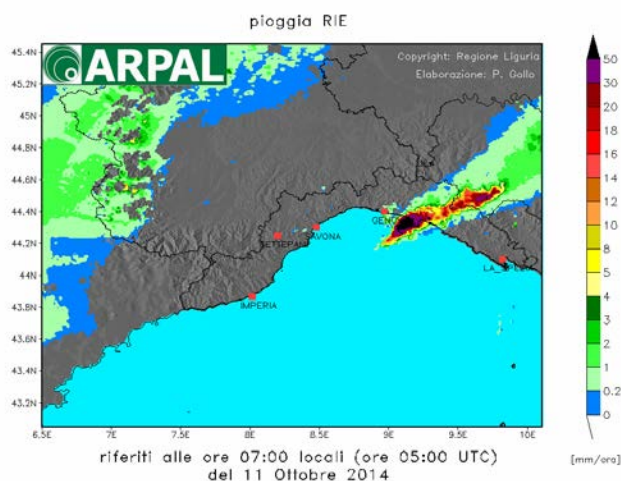 pioggia RIE
ARPAL
Copyright: Regione Liguria
Elaborazione: P. Gollo
45.4N
45.2N
45N
44.8N
44.6N
44.4N
44.2N
44N
43.8N
43.6N
43.4N
43.2N
SAVONA
IMPERIA
6.5E
7E
7.5E
8E
8.5E
9E
9.5E
10E
50
36
30
20
18
16
14
12
10
8
5
4
3
2
1
0.2
0
[mm/ora]
riferiti alle ore 07:00 locali (ore 05:00 UTC)
del 11 Ottobre 2014